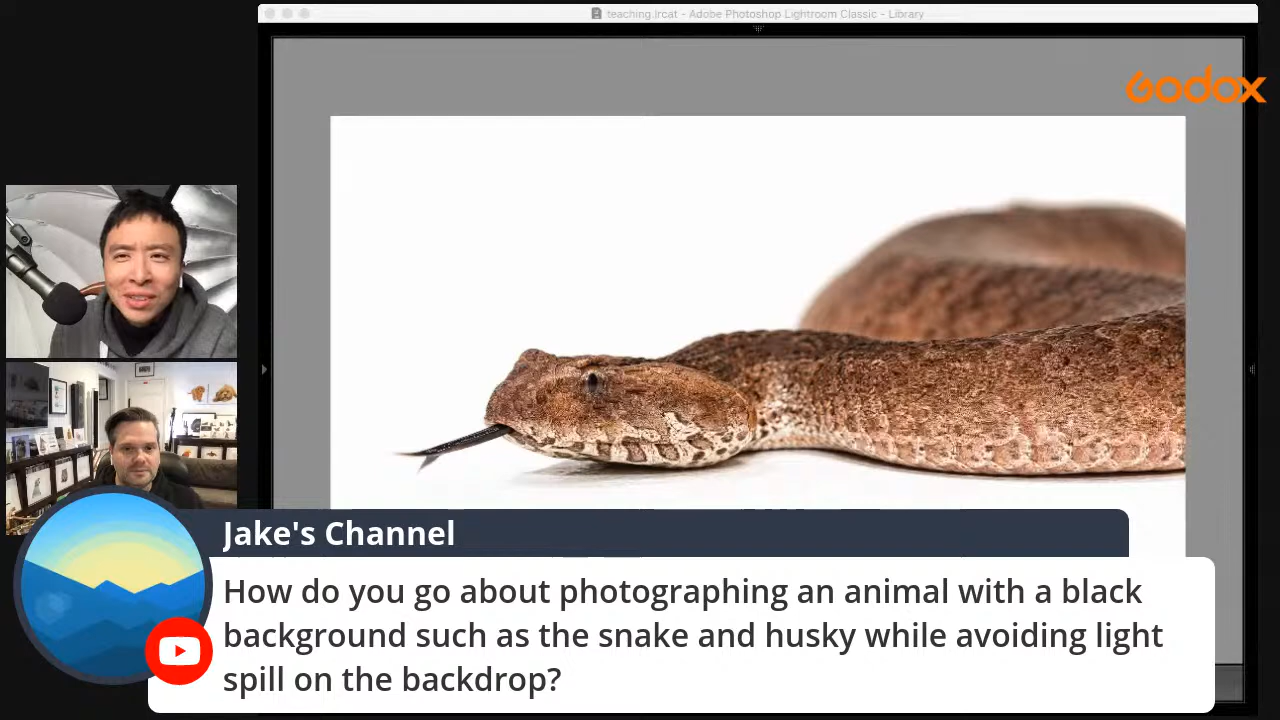 teaching.lrcat - Adobe Photoshop Lightroom Classic - Library
Godox
Jake's Channel
How do you go about photographing an animal with a black
background such as the snake and husky while avoiding light
spill on the backdrop?